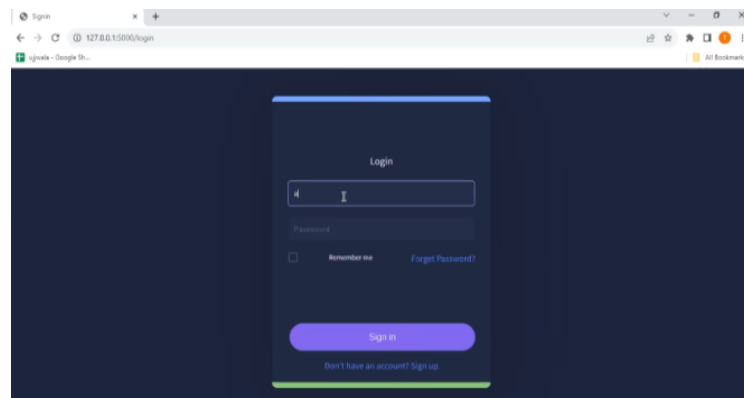 Signin
127.0.0.1:5000/login
ujjwala - Google Sh...
All Bookmark
Login
Password
Remember me
Forget Password?
Sign in
Don't have an account? Sign up